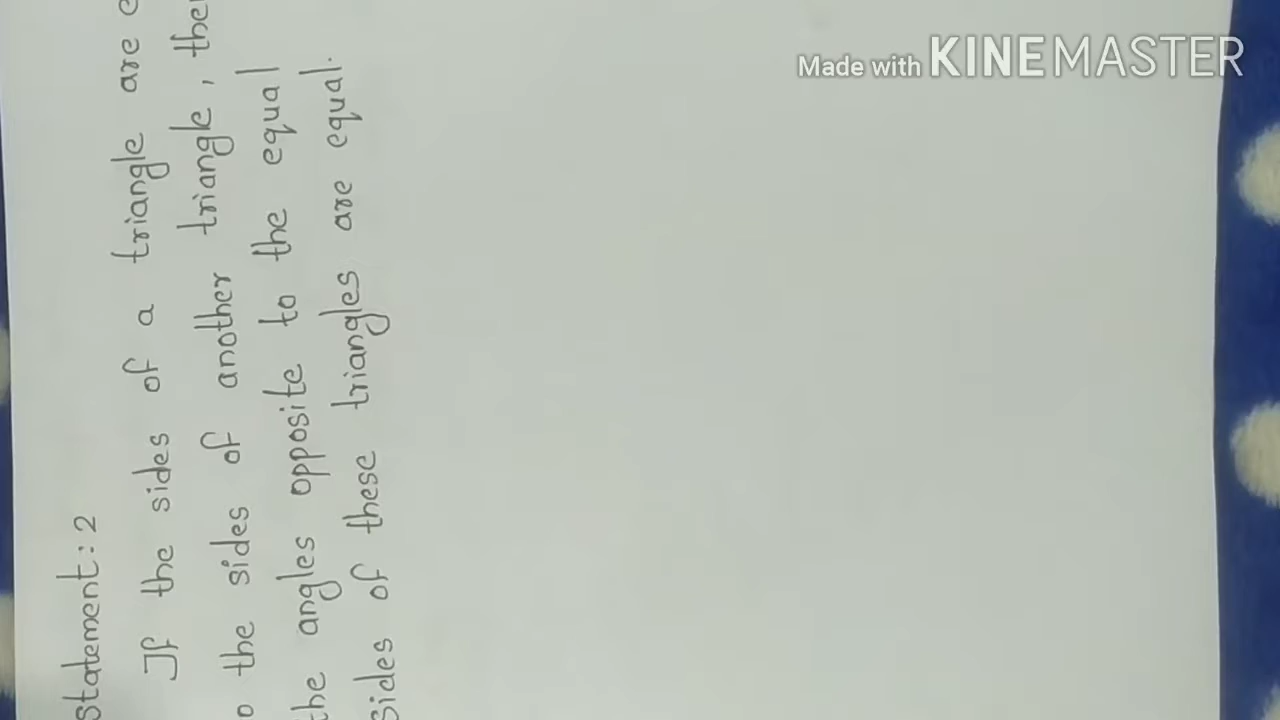 Statement: 2
If the sides of a triangle are
the sides of another triangle,
the angles opposite to the equal
sides of these triangles are equal.
Made with KINEMASTER